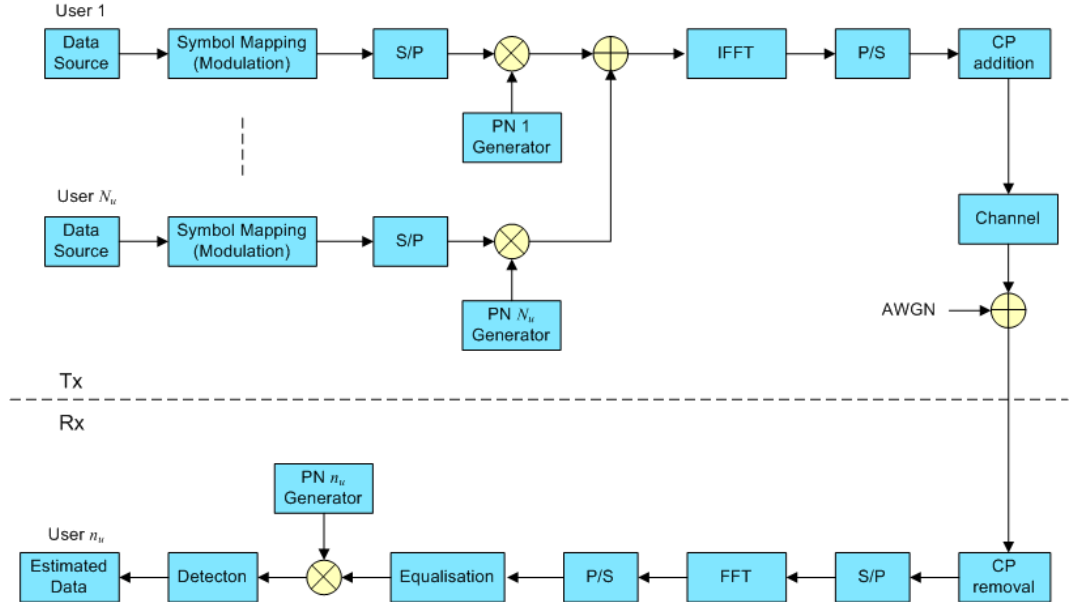 User 1
Data
Source
Symbol Mapping
(Modulation)
S/P
IFFT
P/S
CP
addition
PN 1
Generator
User Nu
Data
Source
Symbol Mapping
(Modulation)
S/P
Channel
PN Nu
Generator
AWGN
Tx
Rx
PN nu
Generator
User nu
Estimated
Data
Detecton
Equalisation
P/S
FFT
S/P
CP
removal